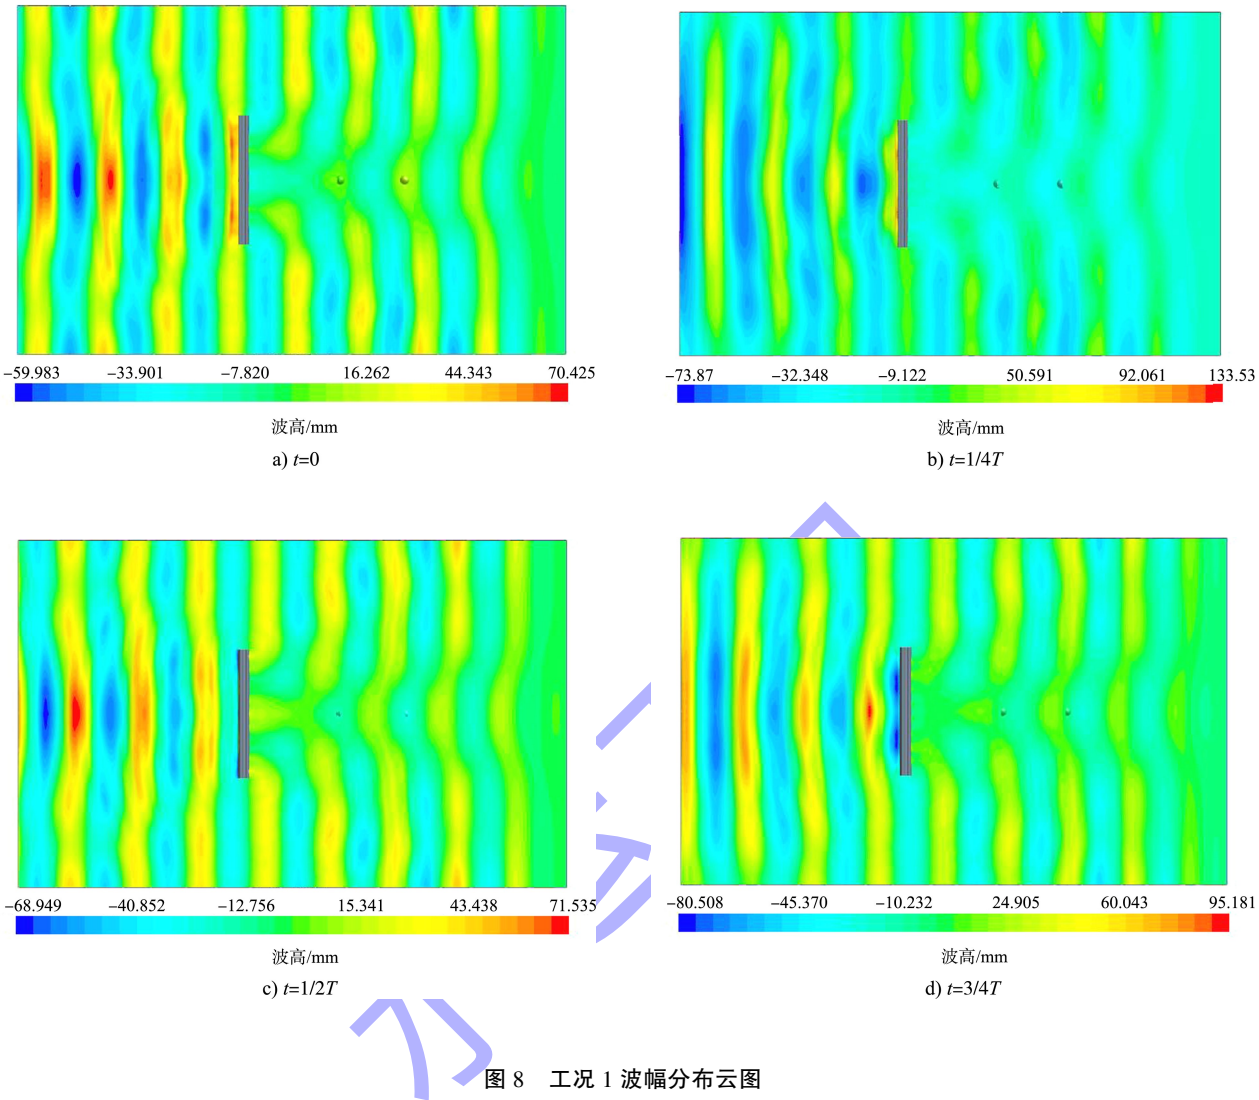 −59.983 −33.901 −7.820 16.262 44.343 70.425
波高/mm
a) t=0
−73.87 −32.348 −9.122 50.591 92.061 133.53
波高/mm
b) t=1/4T
−68.949 −40.852 −12.756 15.341 43.438 71.535
波高/mm
c) t=1/2T
−80.508 −45.370 −10.232 24.905 60.043 95.181
波高/mm
d) t=3/4T
图 8 工况 1 波幅分布云图